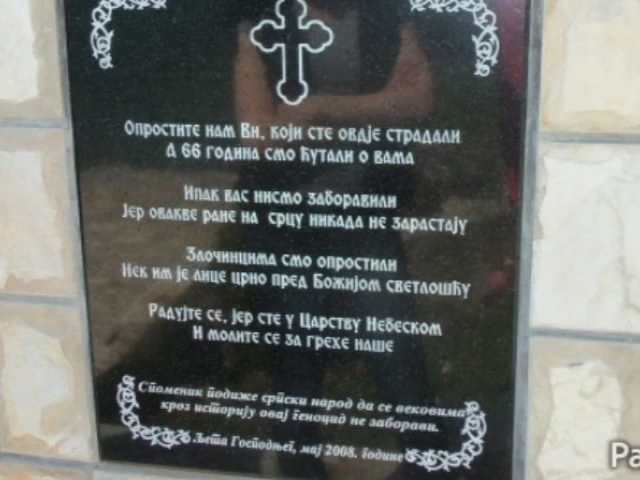 Опростите нам Ви, који сте овдје страдали
А 66 година смо ћутали о вама
Ипак вас нисмо заборавили
Јер овакве ране на срцу никада не зарастају
Злочинцима смо опростили
Нек им је лице црно пред Божијом светлошћу
Радујте се, јер сте у Царству Небеском
И молите се за грехе наше
Споменик подиже српски народ да се вековима
кроз историју овај геноцид не заборави.
Љета Господњег, мај 2008. године
Pa